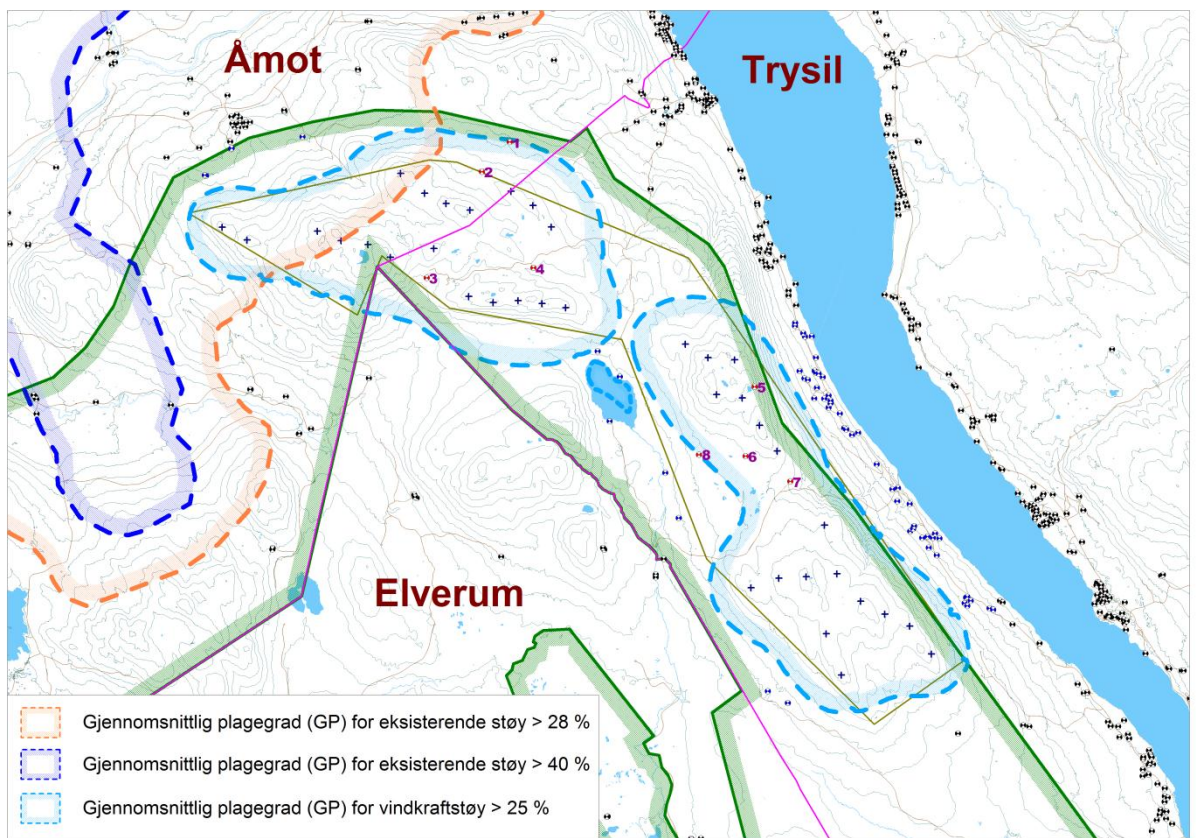 Åmot
Trysil
1
2
3
4
5
6
7
8
Elverum
Gjennomsnittlig plagegrad (GP) for eksisterende støy > 28 %
Gjennomsnittlig plagegrad (GP) for eksisterende støy > 40 %
Gjennomsnittlig plagegrad (GP) for vindkraftstøy > 25 %